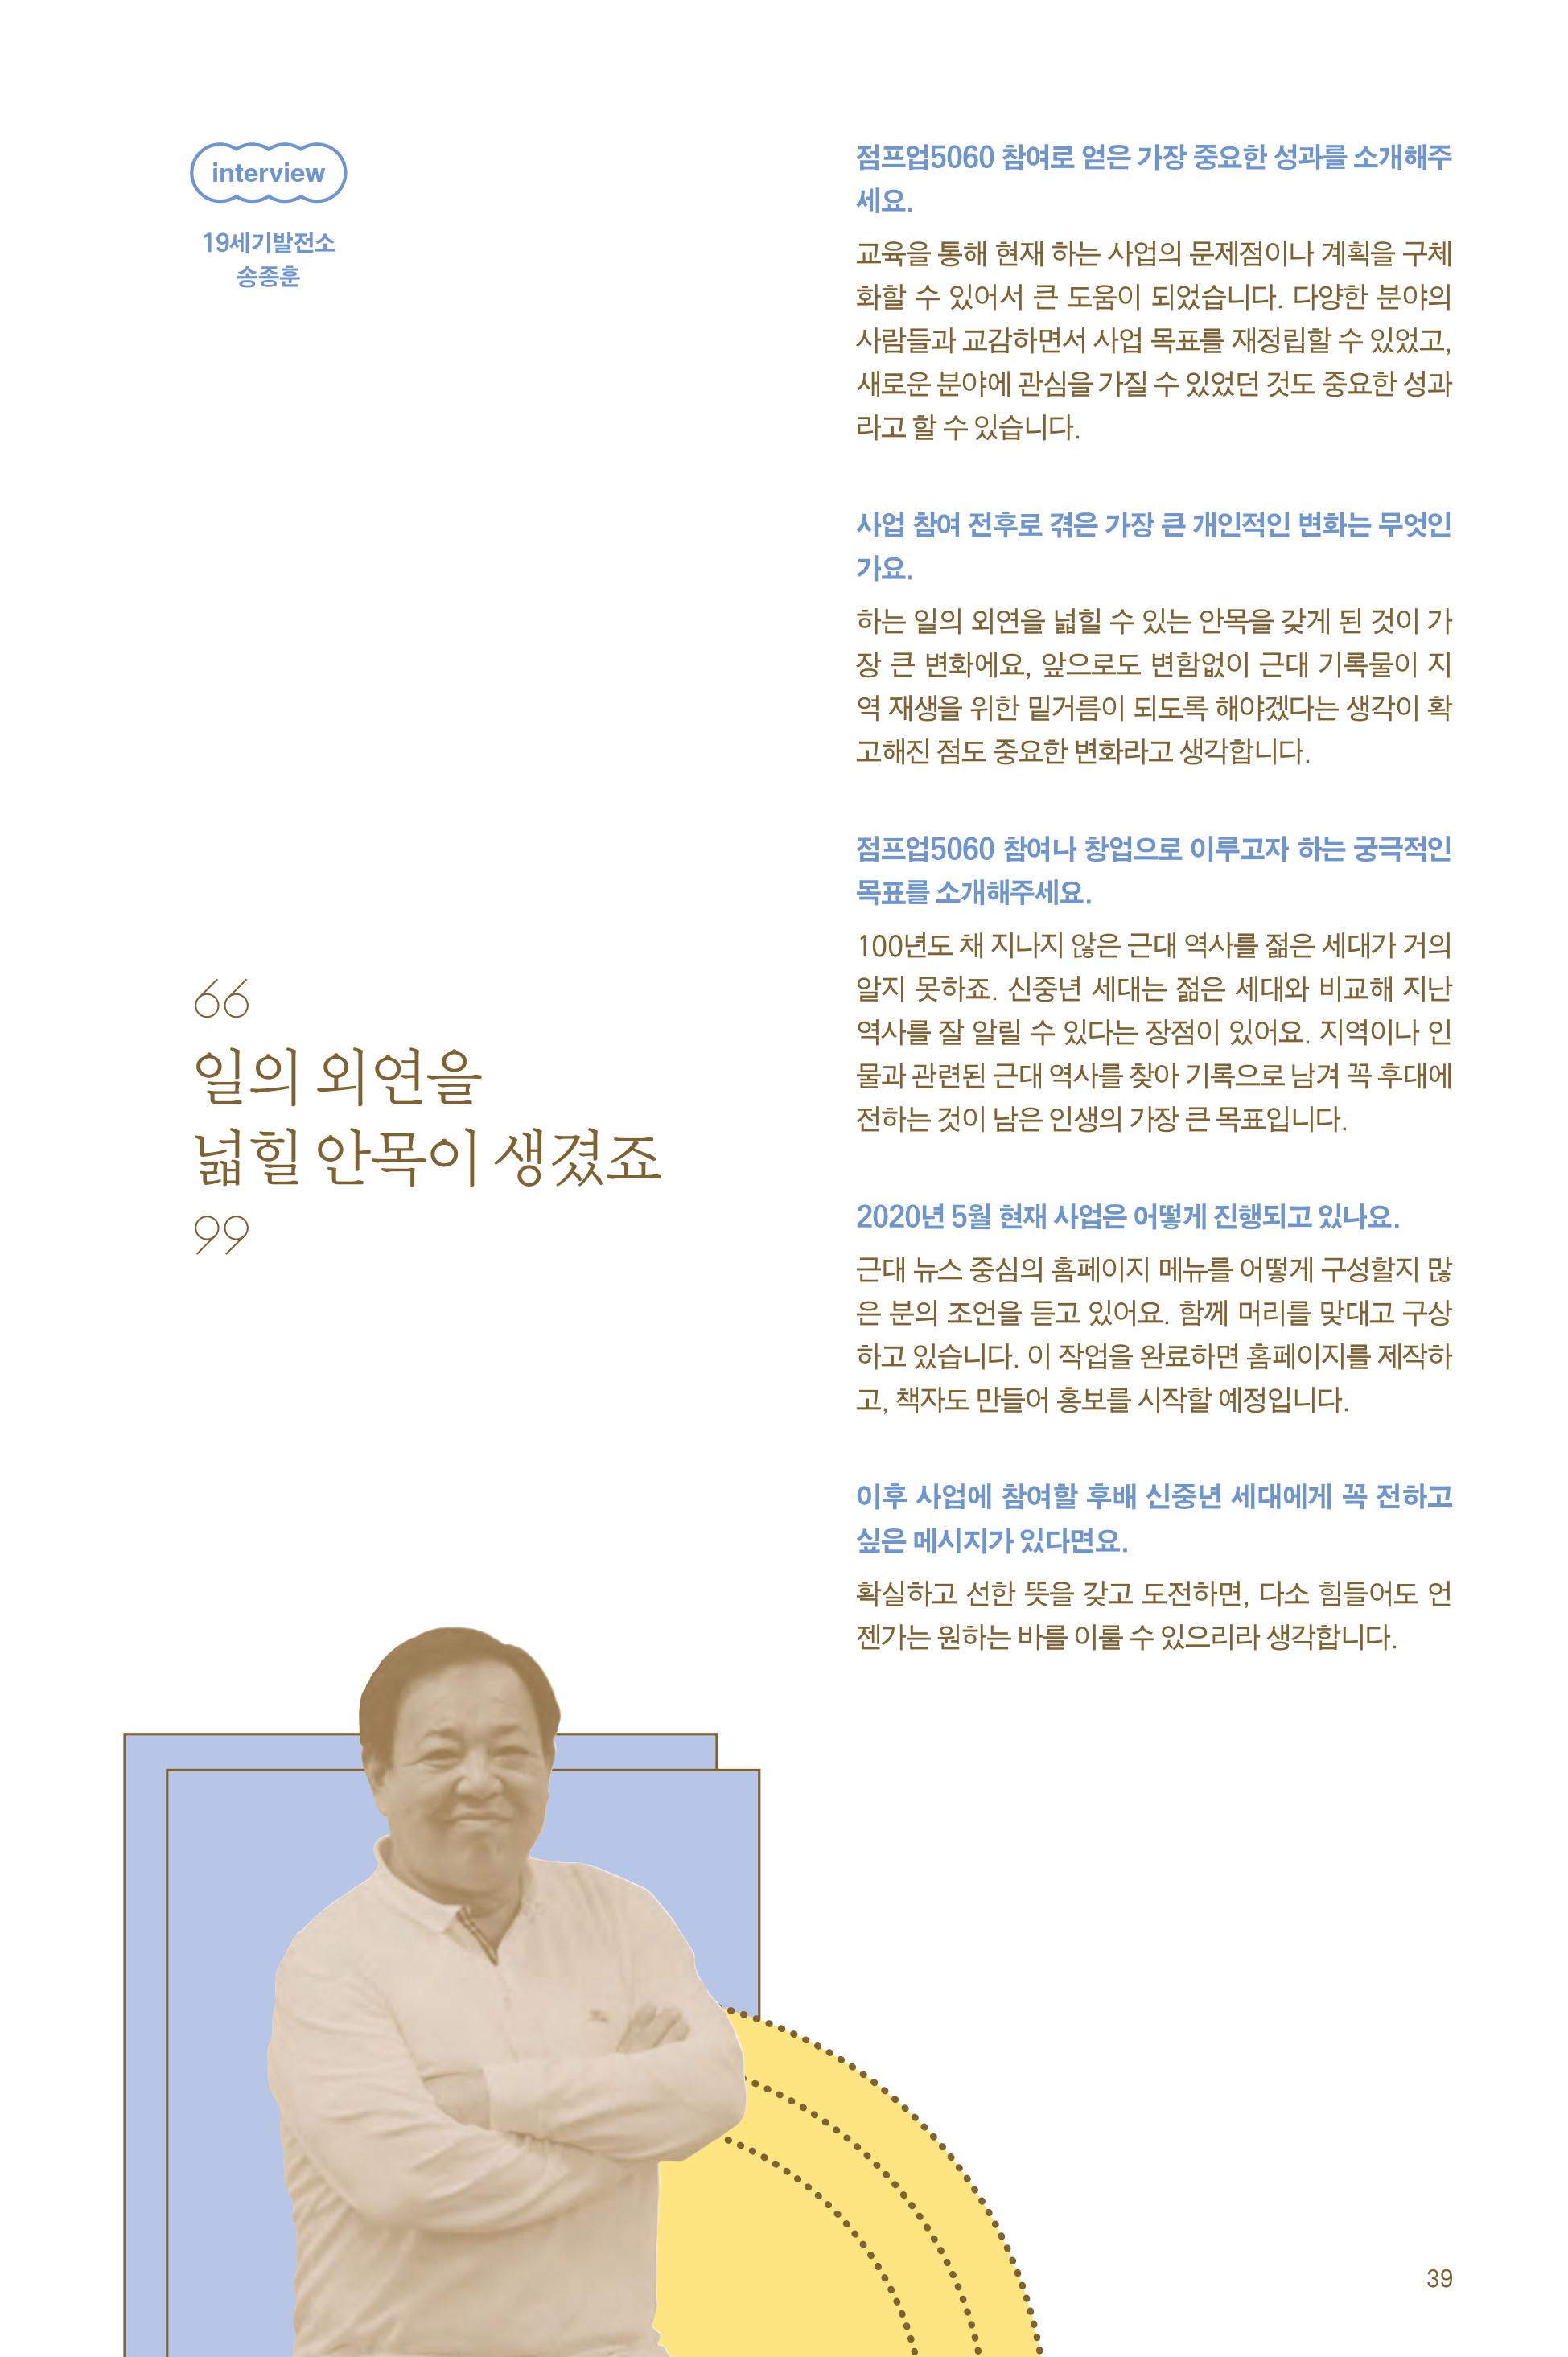 interview
19세기발전소
송종훈
“
일의 외연을
넓힐 안목이 생겼죠
”
점프업5060 참여로 얻은 가장 중요한 성과를 소개해주
세요.
교육을 통해 현재 하는 사업의 문제점이나 계획을 구체
화할 수 있어서 큰 도움이 되었습니다. 다양한 분야의
사람들과 교감하면서 사업 목표를 재정립할 수 있었고,
새로운 분야에 관심을 가질 수 있었던 것도 중요한 성과
라고 할 수 있습니다.
사업 참여 전후로 겪은 가장 큰 개인적인 변화는 무엇인
가요.
하는 일의 외연을 넓힐 수 있는 안목을 갖게 된 것이 가
장 큰 변화에요, 앞으로도 변함없이 근대 기록물이 지
역 재생을 위한 밑거름이 되도록 해야겠다는 생각이 확
고해진 점도 중요한 변화라고 생각합니다.
점프업5060 참여나 창업으로 이루고자 하는 궁극적인
목표를 소개해주세요.
100년도 채 지나지 않은 근대 역사를 젊은 세대가 거의
알지 못하죠. 신중년 세대는 젊은 세대와 비교해 지난
역사를 잘 알릴 수 있다는 장점이 있어요. 지역이나 인
물과 관련된 근대 역사를 찾아 기록으로 남겨 꼭 후대에
전하는 것이 남은 인생의 가장 큰 목표입니다.
2020년 5월 현재 사업은 어떻게 진행되고 있나요.
근대 뉴스 중심의 홈페이지 메뉴를 어떻게 구성할지 많
은 분의 조언을 듣고 있어요. 함께 머리를 맞대고 구상
하고 있습니다. 이 작업을 완료하면 홈페이지를 제작하
고, 책자도 만들어 홍보를 시작할 예정입니다.
이후 사업에 참여할 후배 신중년 세대에게 꼭 전하고
싶은 메시지가 있다면요.
확실하고 선한 뜻을 갖고 도전하면, 다소 힘들어도 언
젠가는 원하는 바를 이룰 수 있으리라 생각합니다.
39